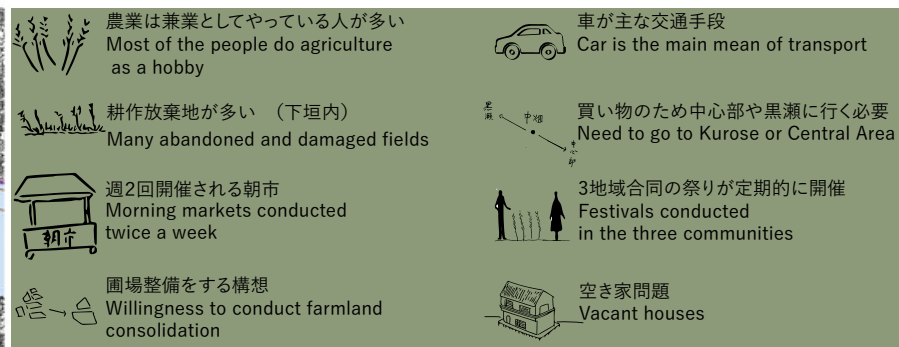 農業は兼業としてやっている人が多い
Most of the people do agriculture
as a hobby
耕作放棄地が多い （下垣内）
Many abandoned and damaged fields
週2回開催される朝市
Morning markets conducted
twice a week
朝市
圃場整備をする構想
Willingness to conduct farmland
consolidation
車が主な交通手段
Car is the main mean of transport
買い物のため中心部や黒瀬に行く必要
Need to go to Kurose or Central Area
黒瀬
中畑
中心部
3地域合同の祭りが定期的に開催
Festivals conducted
in the three communities
空き家問題
Vacant houses